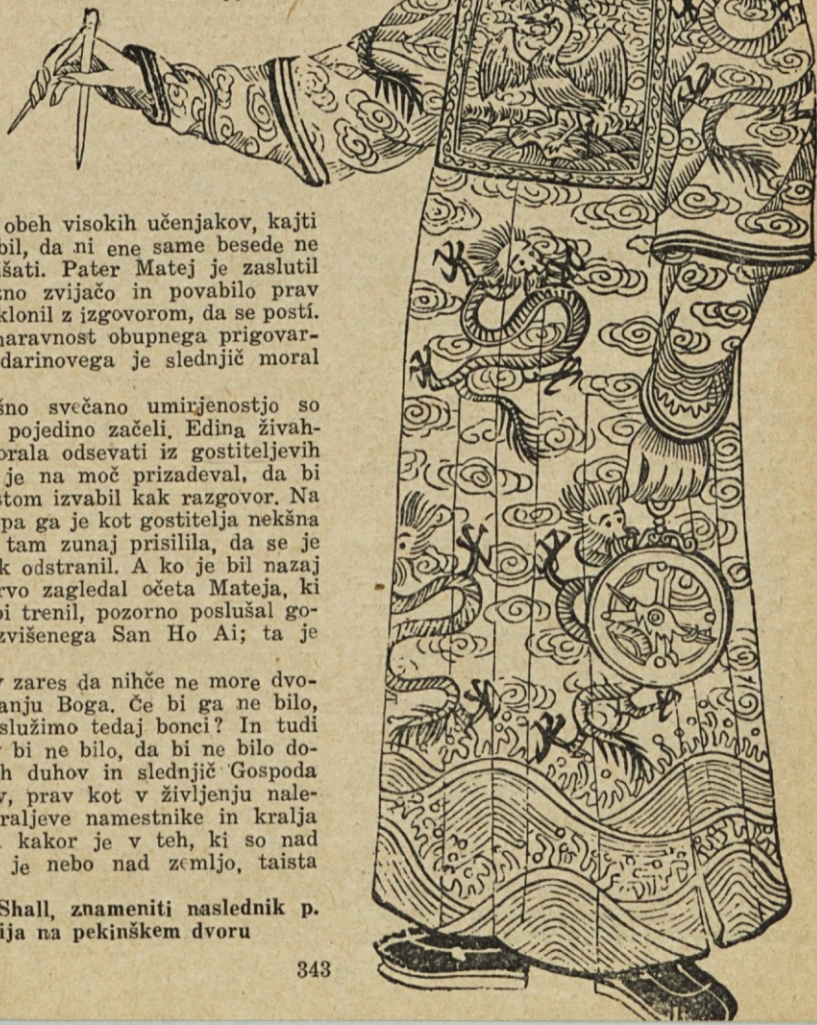 obeh visokih učenjakov, kajti
bil, da ni ene same besede ne
išati. Pater Matej je zaslutil
zno zvijačo in povabilo prav
klonil z izgovorom, da se postí.
naravnost obupnega prigovar-
darinovega je slednjič moral
šno svečano umirjenostjo so
pojedino začeli. Edina živah-
orala odsevati iz gostiteljevih
je na moč prizadeval, da bi
stom izvabil kak razgovor. Na
pa ga je kot gostitelja nekšna
tam zunaj prisilila, da se je
k odstranil. A ko je bil nazaj
rvo zagledal očeta Mateja, ki
bi trenil, pozorno poslušal go-
zvišenega San Ho Ai; ta je
v zares da nihče ne more dvo-
anju Boga. Če bi ga ne bilo,
služimo tedaj bonci? In tudi
bi ne bilo, da bi ne bilo do-
h duhov in slednjič Gospoda
v, prav kot v življenju nale-
raljeve namestnike in kralja
kakor je v teh, ki so nad
je nebo nad zemljo, taista
Shall, znameniti naslednik p.
ija na pekinškem dvoru
343